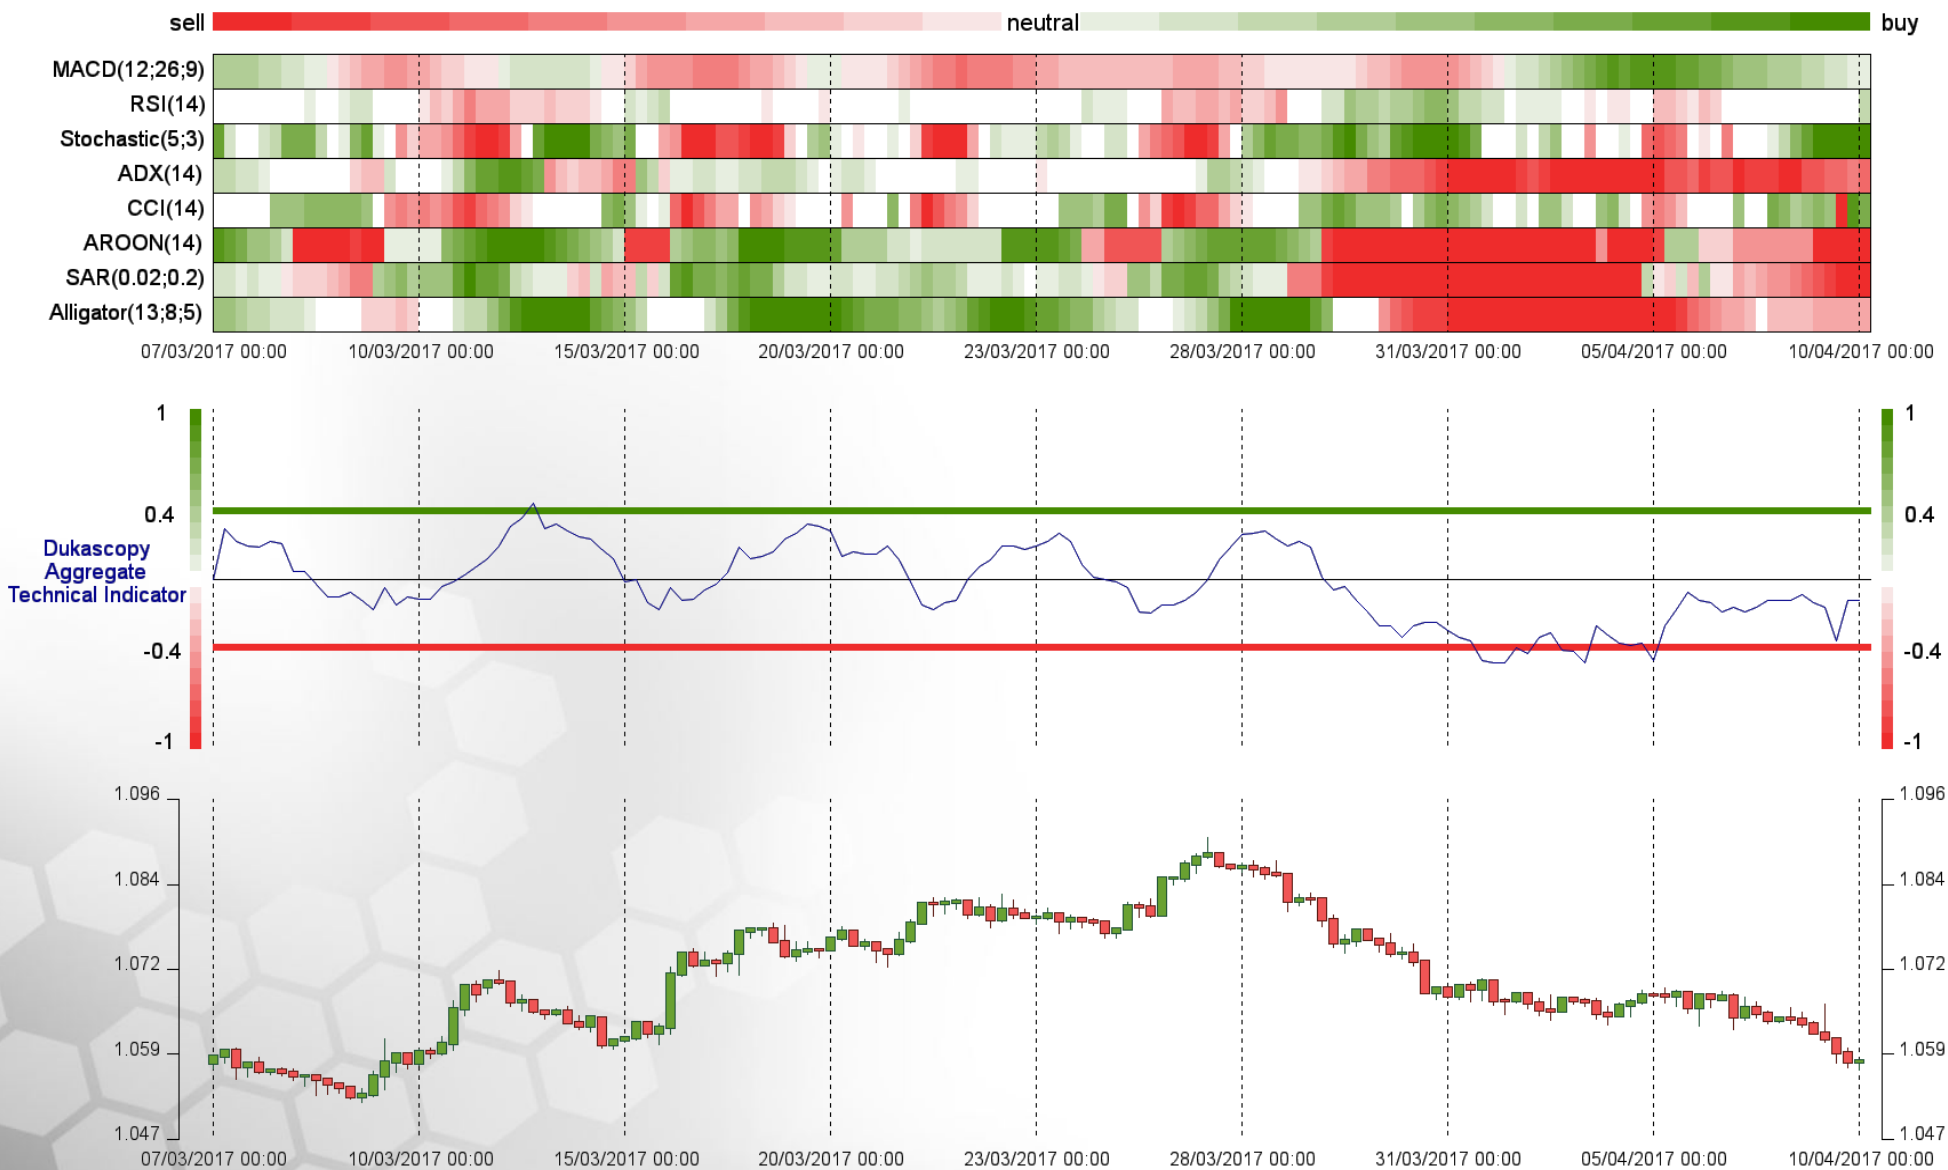 sell neutral buy
MACD(12;26;9)
RSI(14)
Stochastic(5;3)
ADX(14)
CCI(14)
AROON(14)
SAR(0.02;0.2)
Alligator(13;8;5)
07/03/2017 00:00 10/03/2017 00:00 15/03/2017 00:00 20/03/2017 00:00 23/03/2017 00:00 28/03/2017 00:00 31/03/2017 00:00 05/04/2017 00:00 10/04/2017 00:00
1 1
0.4 0.4
Dukascopy
Aggregate
Technical Indicator
-0.4 -0.4
-1 -1
1.096 1.096
1.084 1.084
1.072 1.072
1.059 1.059
1.047 1.047
07/03/2017 00:00 10/03/2017 00:00 15/03/2017 00:00 20/03/2017 00:00 23/03/2017 00:00 28/03/2017 00:00 31/03/2017 00:00 05/04/2017 00:00 10/04/2017 00:00